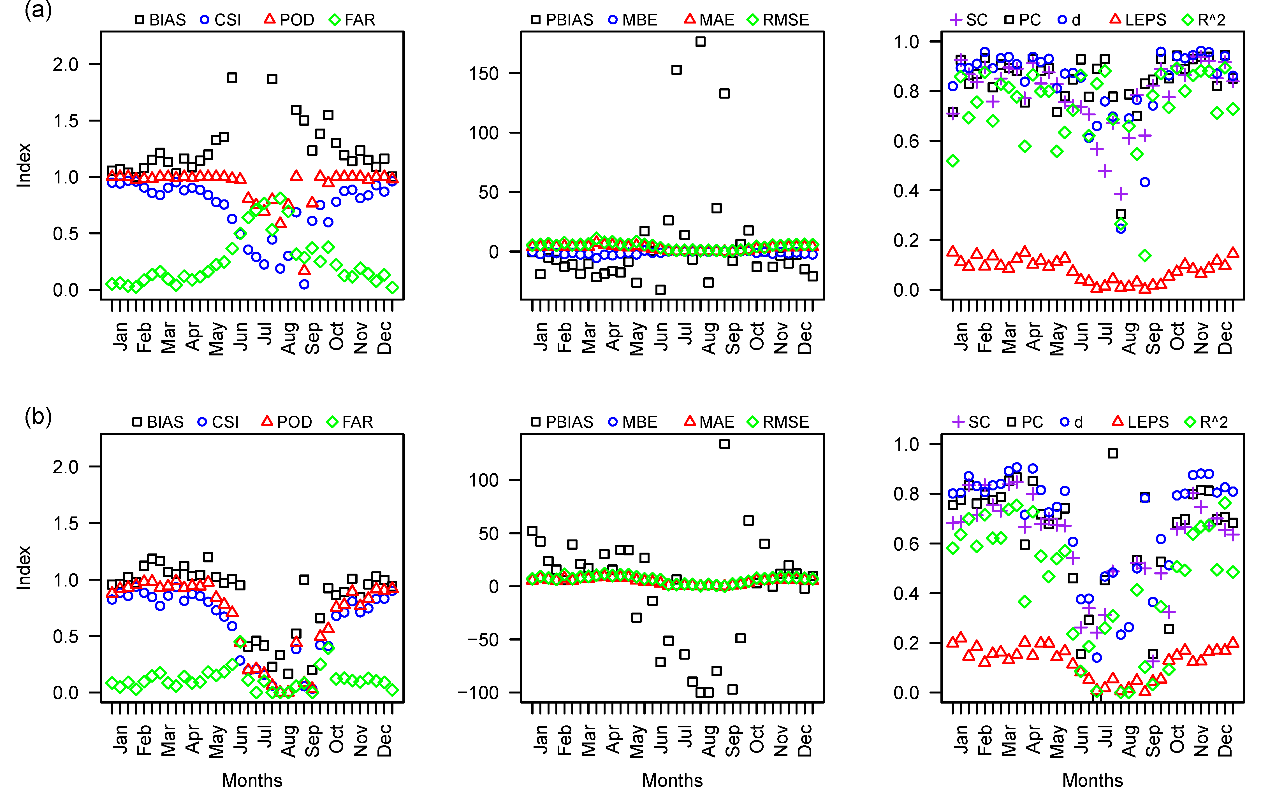 (a)
BIAS CSI POD FAR
PBIAS MBE MAE RMSE
SC PC d LEPS R^2
Index
2.0
1.5
1.0
0.5
0.0
150
100
50
0
1.0
0.8
0.6
0.4
0.2
0.0
Jan Feb Mar Apr May Jun Jul Aug Sep Oct Nov Dec
Jan Feb Mar Apr May Jun Jul Aug Sep Oct Nov Dec
Jan Feb Mar Apr May Jun Jul Aug Sep Oct Nov Dec
(b)
BIAS CSI POD FAR
PBIAS MBE MAE RMSE
SC PC d LEPS R^2
Index
2.0
1.5
1.0
0.5
0.0
100
50
0
−50
−100
1.0
0.8
0.6
0.4
0.2
0.0
Jan Feb Mar Apr May Jun Jul Aug Sep Oct Nov Dec
Jan Feb Mar Apr May Jun Jul Aug Sep Oct Nov Dec
Jan Feb Mar Apr May Jun Jul Aug Sep Oct Nov Dec
Months
Months
Months